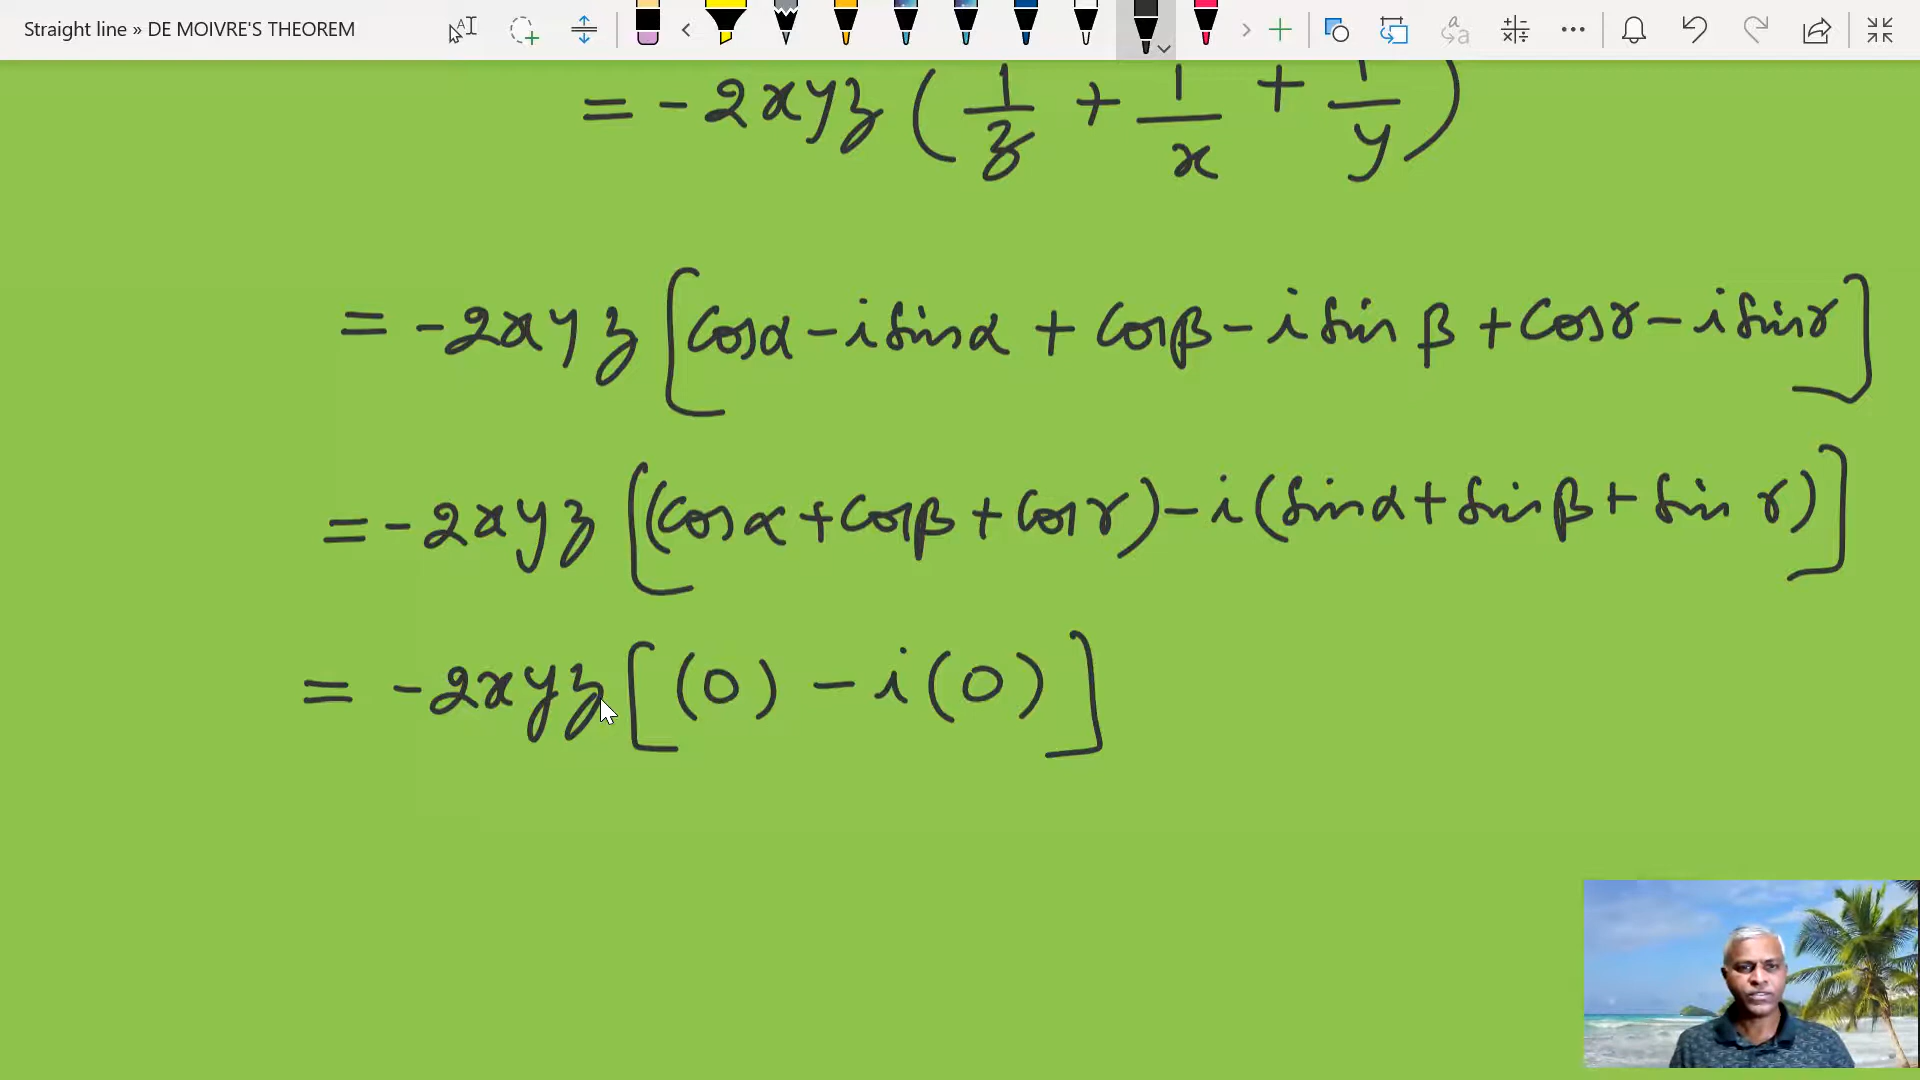 Straight line » DE MOIVRE'S THEOREM
= -2xyz (1/z + 1/x + 1/y)
= -2xyz [cosα - i sinα + cosβ - i sin β + cosγ - i sinγ]
= -2xyz [(cosα + cosβ + cosγ) - i (sinα + sinβ + sin γ)]
= -2xyz [(0) - i (0)]